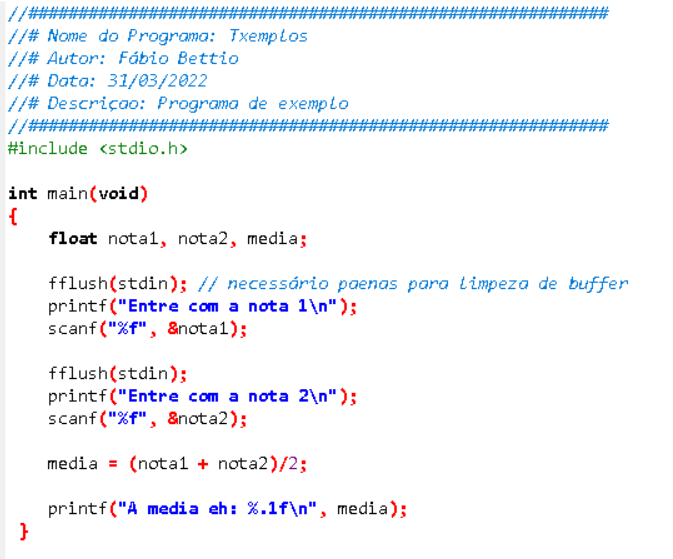 //##########################################################
//# Nome do Programa: Txemplos
//# Autor: Fábio Bettio
//# Data: 31/03/2022
//# Descriçao: Programa de exemplo
//##########################################################
#include <stdio.h>
int main(void)
{
float nota1, nota2, media;
fflush(stdin); // necessário paenas para limpeza de buffer
printf("Entre com a nota 1\n");
scanf("%f", &nota1);
fflush(stdin);
printf("Entre com a nota 2\n");
scanf("%f", &nota2);
media = (nota1 + nota2)/2;
printf("A media eh: %.1f\n", media);
}